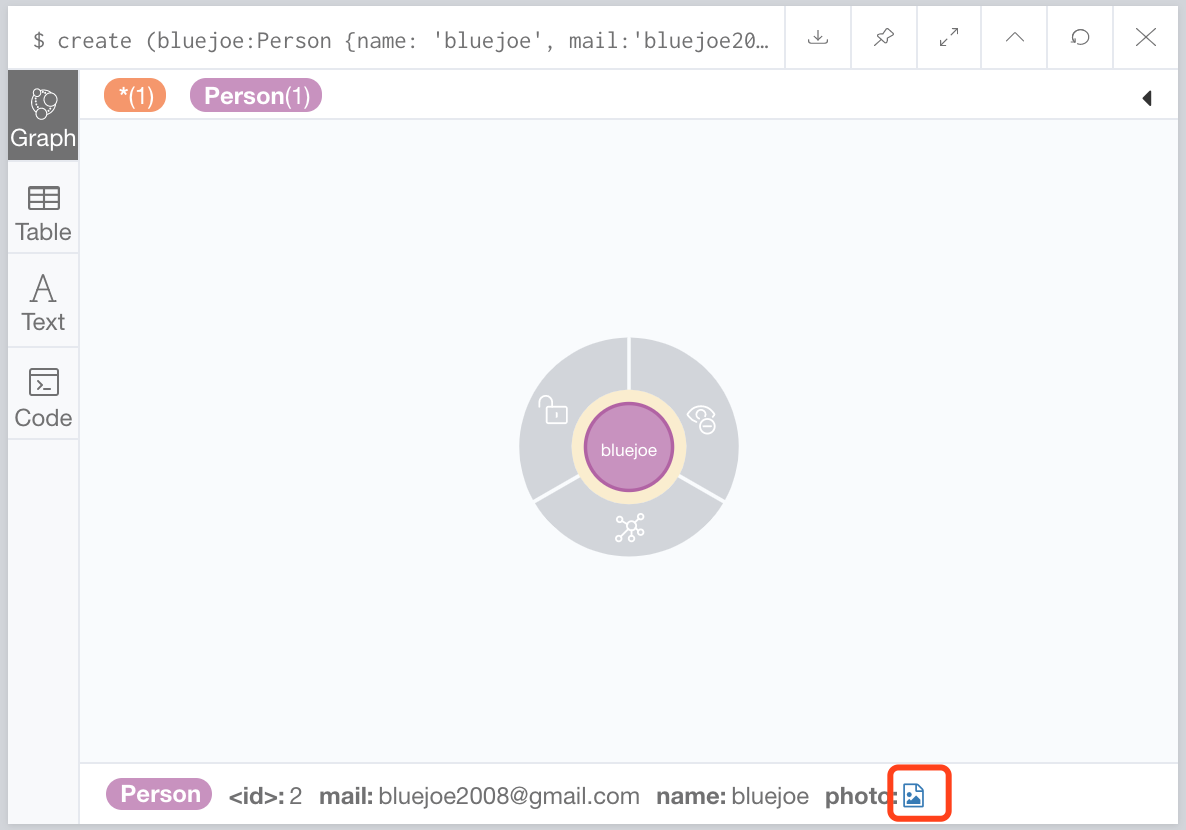 $ create (bluejoe:Person {name: 'bluejoe', mail:'bluejoe20…
*(1) Person(1)
Graph
Table
Text
Code
bluejoe
Person <id>: 2 mail: bluejoe2008@gmail.com name: bluejoe photo: